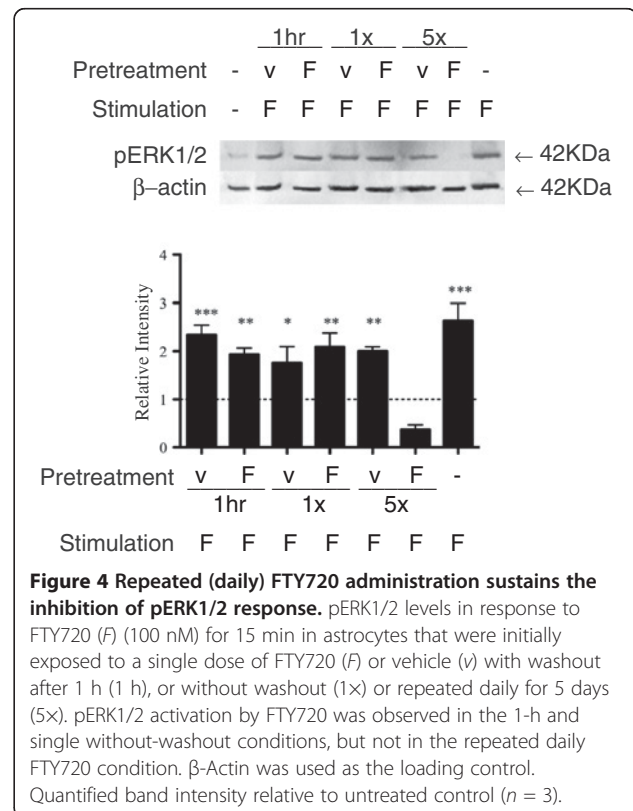 1hr 1x 5x
Pretreatment - v F v F v F -
Stimulation - F F F F F F F
pERK1/2 ← 42KDa
β–actin ← 42KDa
4
*** ** * ** ** ***
3
2
1
0
Relative Intensity
Pretreatment v F v F v F -
1hr 1x 5x
Stimulation F F F F F F F
Figure 4 Repeated (daily) FTY720 administration sustains the
inhibition of pERK1/2 response. pERK1/2 levels in response to
FTY720 (F) (100 nM) for 15 min in astrocytes that were initially
exposed to a single dose of FTY720 (F) or vehicle (v) with washout
after 1 h (1 h), or without washout (1×) or repeated daily for 5 days
(5×). pERK1/2 activation by FTY720 was observed in the 1-h and
single without-washout conditions, but not in the repeated daily
FTY720 condition. β-Actin was used as the loading control.
Quantified band intensity relative to untreated control (n = 3).